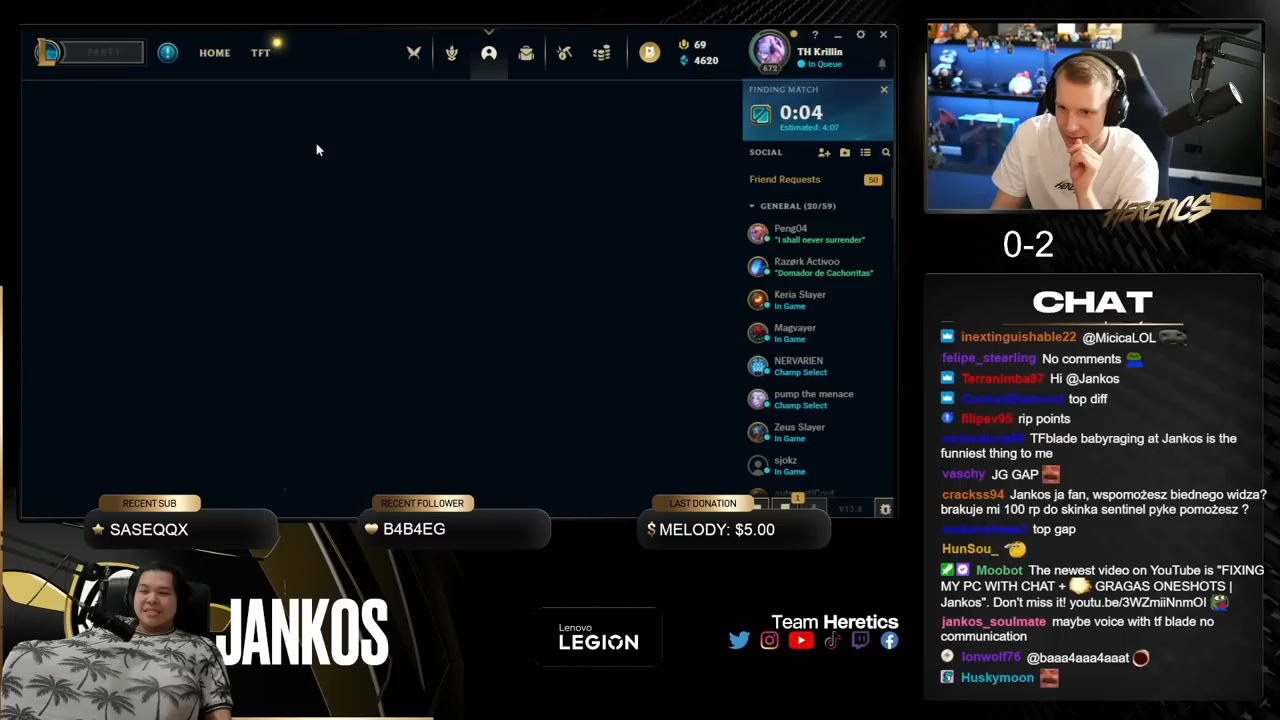 PARTY
HOME
TFT
69
4620
672
TH Krillin
In Queue
FINDING MATCH
0:04
Estimated: 4:07
SOCIAL
Friend Requests
50
GENERAL (20/59)
Peng04
"I shall never surrender"
Razørk Activoo
"Domador de Cachorritas"
Keria Slayer
In Game
Magvayer
In Game
NERVARIEN
Champ Select
pump the menace
Champ Select
Zeus Slayer
In Game
sjokz
In Game
1
V13.8
HERETICS
0-2
CHAT
inextinguishable22 @MicicaLOL
felipe_stearling No comments
TerranImba87 Hi @Jankos
top diff
filipev95 rip points
TFblade babyraging at Jankos is the
funniest thing to me
vaschy JG GAP
crackss94 Jankos ja fan, wspomożesz biednego widza?
brakuje mi 100 rp do skinka sentinel pyke pomożesz ?
top gap
HunSou_
Moobot The newest video on YouTube is "FIXING
MY PC WITH CHAT + GRAGAS ONESHOTS |
Jankos". Don't miss it! youtu.be/3WZmiiNnmOI
jankos_soulmate maybe voice with tf blade no
communication
lonwolf76 @baaa4aaa4aaat
Huskymoon
RECENT SUB
SASEQQX
RECENT FOLLOWER
B4B4EG
LAST DONATION
$ MELODY: $5.00
JANKOS
Lenovo
LEGION
Team Heretics